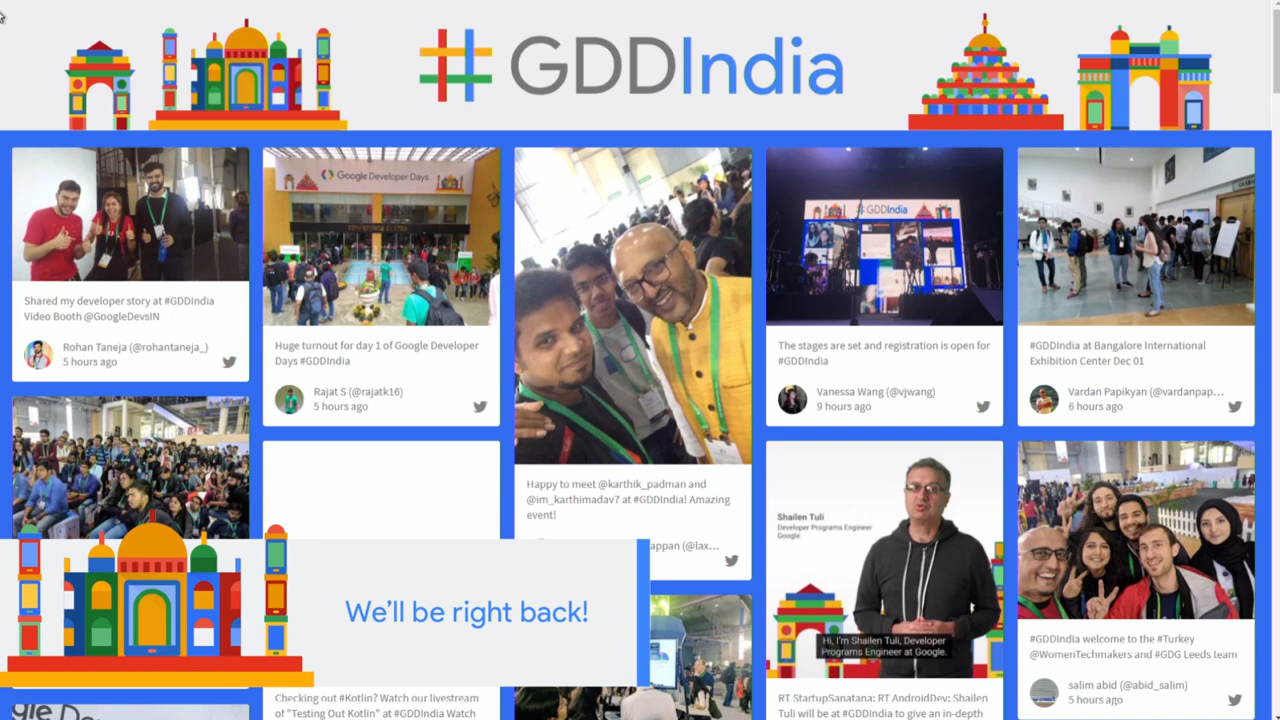 #GDDIndia
Shared my developer story at #GDDIndia
Video Booth @GoogleDevsIN
Rohan Taneja (@rohantaneja_)
5 hours ago
Google Developer Days
Huge turnout for day 1 of Google Developer
Days #GDDIndia
Rajat S (@rajatk16)
5 hours ago
Happy to meet @karthik_padman and
@im_karthimadav7 at #GDDIndia! Amazing
event!
appan (@lax...
#GDDIndia
The stages are set and registration is open for
#GDDIndia
Vanessa Wang (@vjwang)
9 hours ago
#GDDIndia at Bangalore International
Exhibition Center Dec 01
Vardan Papikyan (@vardanpap...
6 hours ago
We'll be right back!
Checking out #Kotlin? Watch our livestream
of "Testing Out Kotlin" at #GDDIndia Watch
Shailen Tuli
Developer Programs Engineer
Google
Hi, I'm Shailen Tuli, Developer
Programs Engineer at Google.
RT StartupSanatana: RT AndroidDev: Shailen
Tuli will be at #GDDIndia to give an in-depth
#GDDIndia welcome to the #Turkey
@WomenTechmakers and #GDG Leeds team
salim abid (@abid_salim)
5 hours ago